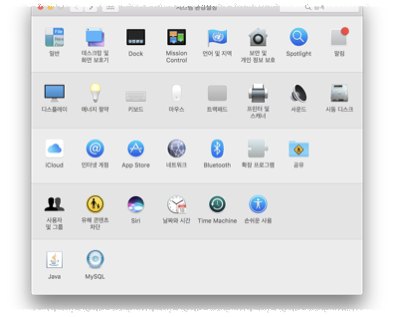 시스템 환경설정
검색
일반
데스크탑 및
화면 보호기
Dock
Mission
Control
언어 및 지역
보안 및
개인 정보 보호
Spotlight
알림
디스플레이
에너지 절약
키보드
마우스
트랙패드
프린터 및
스캐너
사운드
시동 디스크
iCloud
인터넷 계정
App Store
네트워크
Bluetooth
확장 프로그램
공유
사용자
및 그룹
유해 콘텐츠
차단
Siri
날짜와 시간
Time Machine
손쉬운 사용
Java
MySQL